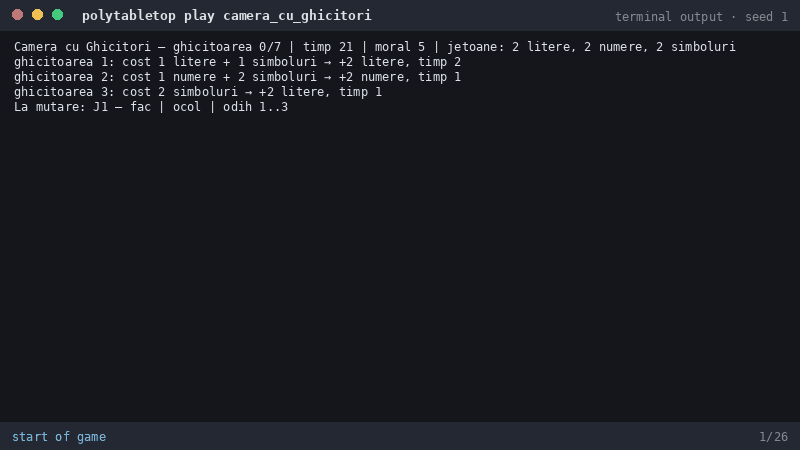 polytabletop play camera_cu_ghicitori
terminal output · seed 1
Camera cu Ghicitori — ghicitoarea 0/7 | timp 21 | moral 5 | jetoane: 2 litere, 2 numere, 2 simboluri
ghicitoarea 1: cost 1 litere + 1 simboluri → +2 litere, timp 2
ghicitoarea 2: cost 1 numere + 2 simboluri → +2 numere, timp 1
ghicitoarea 3: cost 2 simboluri → +2 litere, timp 1
La mutare: J1 — fac | ocol | odih 1..3
start of game
1/26